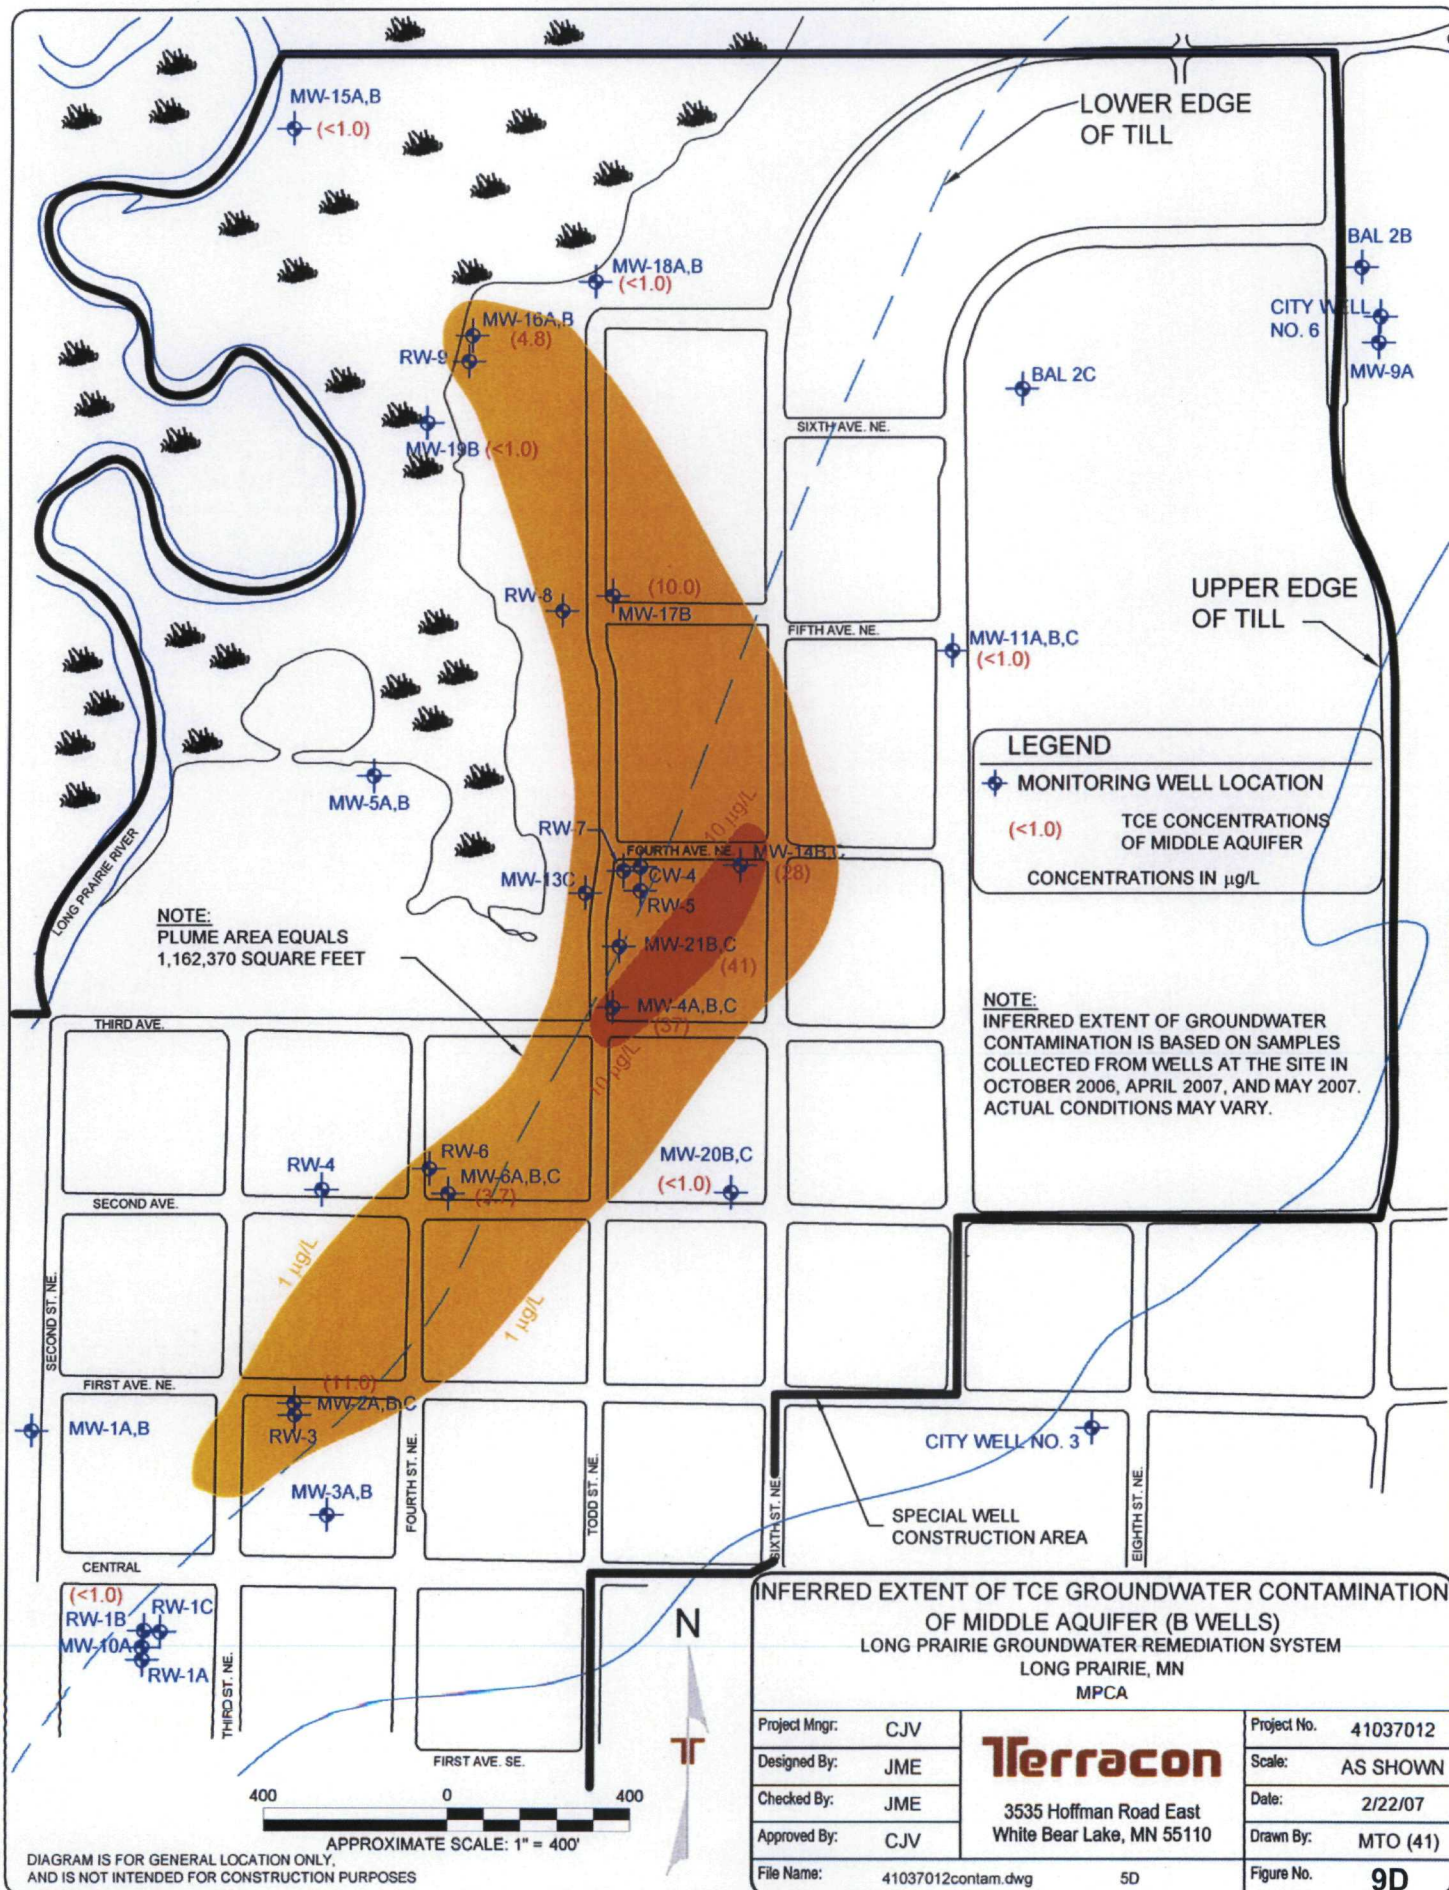 MW-15A,B
(<1.0)
LOWER EDGE
OF TILL
BAL 2B
MW-18A,B
(<1.0)
CITY WELL
NO. 6
MW-16A,B
(4.8)
RW-9
MW-9A
BAL 2C
SIXTH AVE. NE.
MW-19B (<1.0)
UPPER EDGE
OF TILL
RW-8
(10.0)
MW-17B
FIFTH AVE. NE.
MW-11A,B,C
(<1.0)
LEGEND
MONITORING WELL LOCATION
(<1.0)
TCE CONCENTRATIONS
OF MIDDLE AQUIFER
CONCENTRATIONS IN µg/L
MW-5A,B
10 µg/L
RW-7
FOURTH AVE. NE.
MW-14B,C
(28)
MW-13C
CW-4
RW-5
LONG PRAIRIE RIVER
NOTE:
PLUME AREA EQUALS
1,162,370 SQUARE FEET
MW-21B,C
(41)
MW-4A,B,C
(37)
10 µg/L
NOTE:
INFERRED EXTENT OF GROUNDWATER
CONTAMINATION IS BASED ON SAMPLES
COLLECTED FROM WELLS AT THE SITE IN
OCTOBER 2006, APRIL 2007, AND MAY 2007.
ACTUAL CONDITIONS MAY VARY.
THIRD AVE.
RW-6
RW-4
MW-6A,B,C
(3.7)
MW-20B,C
(<1.0)
SECOND AVE.
1 µg/L
1 µg/L
SECOND ST. NE.
FIRST AVE. NE.
(11.0)
MW-2A,B,C
RW-3
MW-1A,B
CITY WELL NO. 3
MW-3A,B
FOURTH ST. NE.
TODD ST. NE.
SIXTH ST. NE.
EIGHTH ST. NE.
SPECIAL WELL
CONSTRUCTION AREA
CENTRAL
(<1.0)
RW-1B
RW-1C
MW-10A
RW-1A
THIRD ST. NE.
FIRST AVE. SE.
N
400 0 400
APPROXIMATE SCALE: 1" = 400'
DIAGRAM IS FOR GENERAL LOCATION ONLY,
AND IS NOT INTENDED FOR CONSTRUCTION PURPOSES
INFERRED EXTENT OF TCE GROUNDWATER CONTAMINATION
OF MIDDLE AQUIFER (B WELLS)
LONG PRAIRIE GROUNDWATER REMEDIATION SYSTEM
LONG PRAIRIE, MN
MPCA
Project Mngr: CJV
Designed By: JME
Checked By: JME
Approved By: CJV
File Name: 41037012contam.dwg 5D
Terracon
3535 Hoffman Road East
White Bear Lake, MN 55110
Project No. 41037012
Scale: AS SHOWN
Date: 2/22/07
Drawn By: MTO (41)
Figure No. 9D